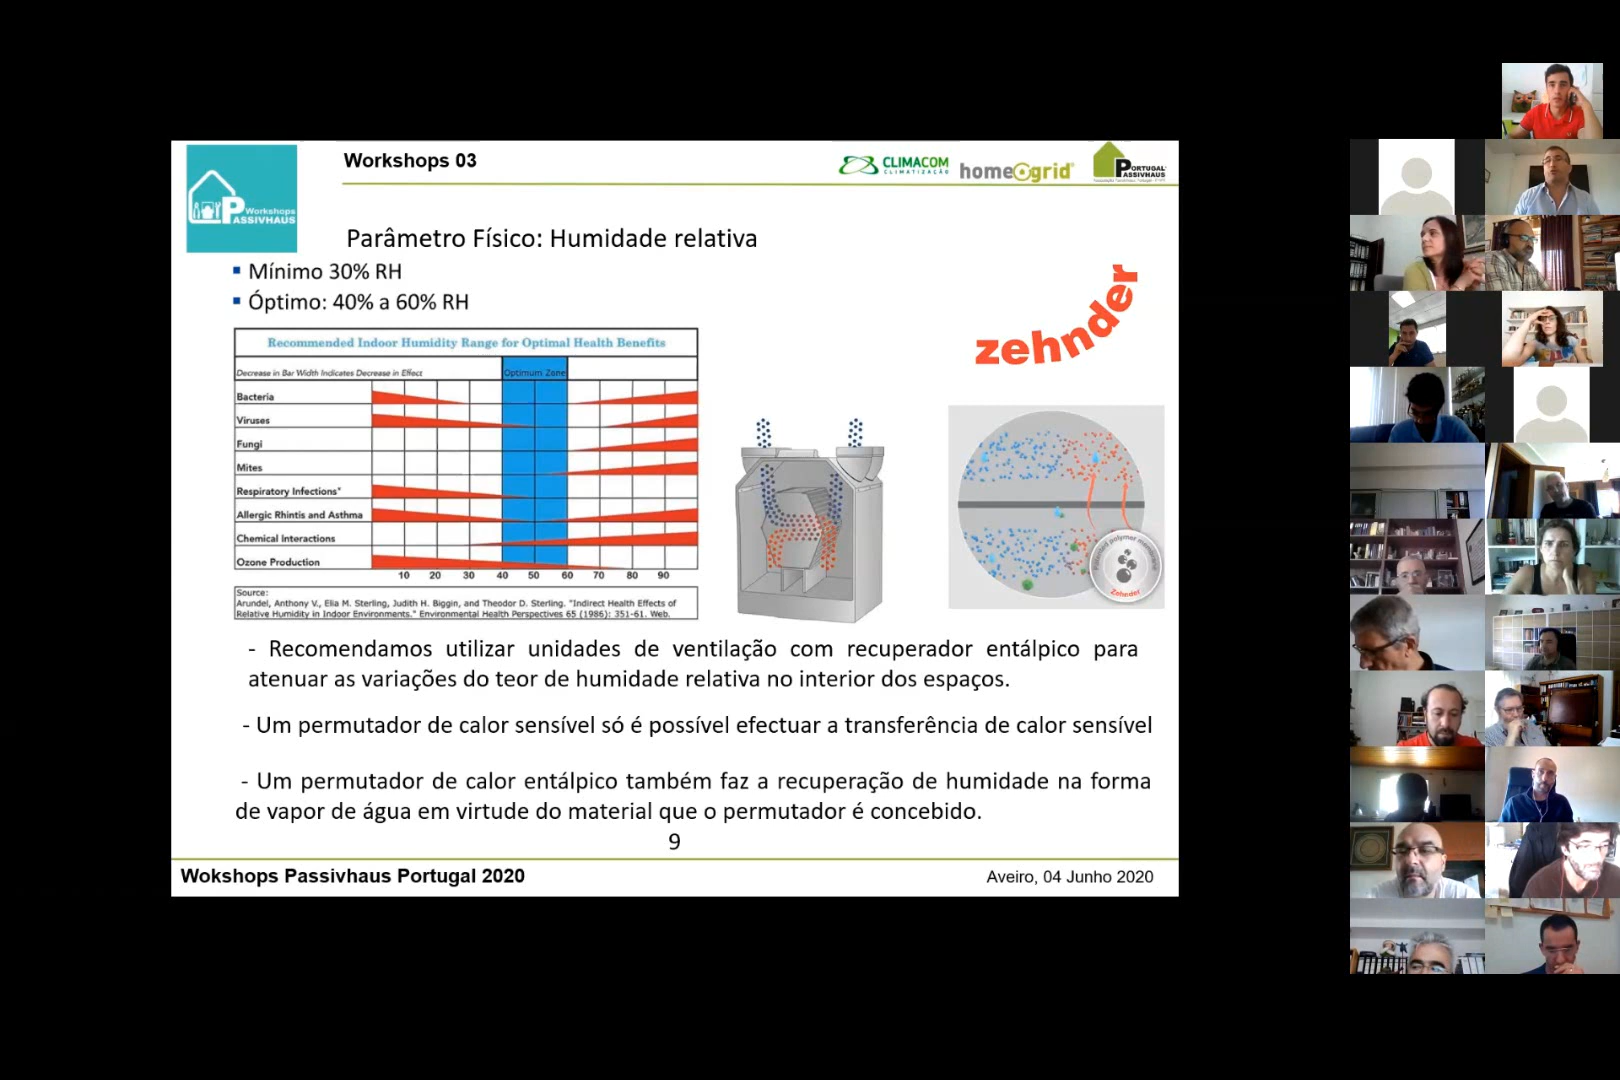 Workshops 03
CLIMACOM
CLIMATIZAÇÃO
homegrid
PORTUGAL
PASSIVHAUS
Workshops
PASSIVHAUS
Parâmetro Físico: Humidade relativa
▪ Mínimo 30% RH
▪ Óptimo: 40% a 60% RH
zehnder
Recommended Indoor Humidity Range for Optimal Health Benefits
Decrease in Bar Width Indicates Decrease in Effect
Optimum Zone
Bacteria
Viruses
Fungi
Mites
Respiratory Infections*
Allergic Rhintis and Asthma
Chemical Interactions
Ozone Production
10 20 30 40 50 60 70 80 90
Source:
Arundel, Anthony V., Elia M. Sterling, Judith H. Biggin, and Theodor D. Sterling. "Indirect Health Effects of
Relative Humidity in Indoor Environments." Environmental Health Perspectives 65 (1986): 351-61. Web.
Zehnder
- Recomendamos utilizar unidades de ventilação com recuperador entálpico para
atenuar as variações do teor de humidade relativa no interior dos espaços.
- Um permutador de calor sensível só é possível efectuar a transferência de calor sensível
- Um permutador de calor entálpico também faz a recuperação de humidade na forma
de vapor de água em virtude do material que o permutador é concebido.
9
Wokshops Passivhaus Portugal 2020
Aveiro, 04 Junho 2020